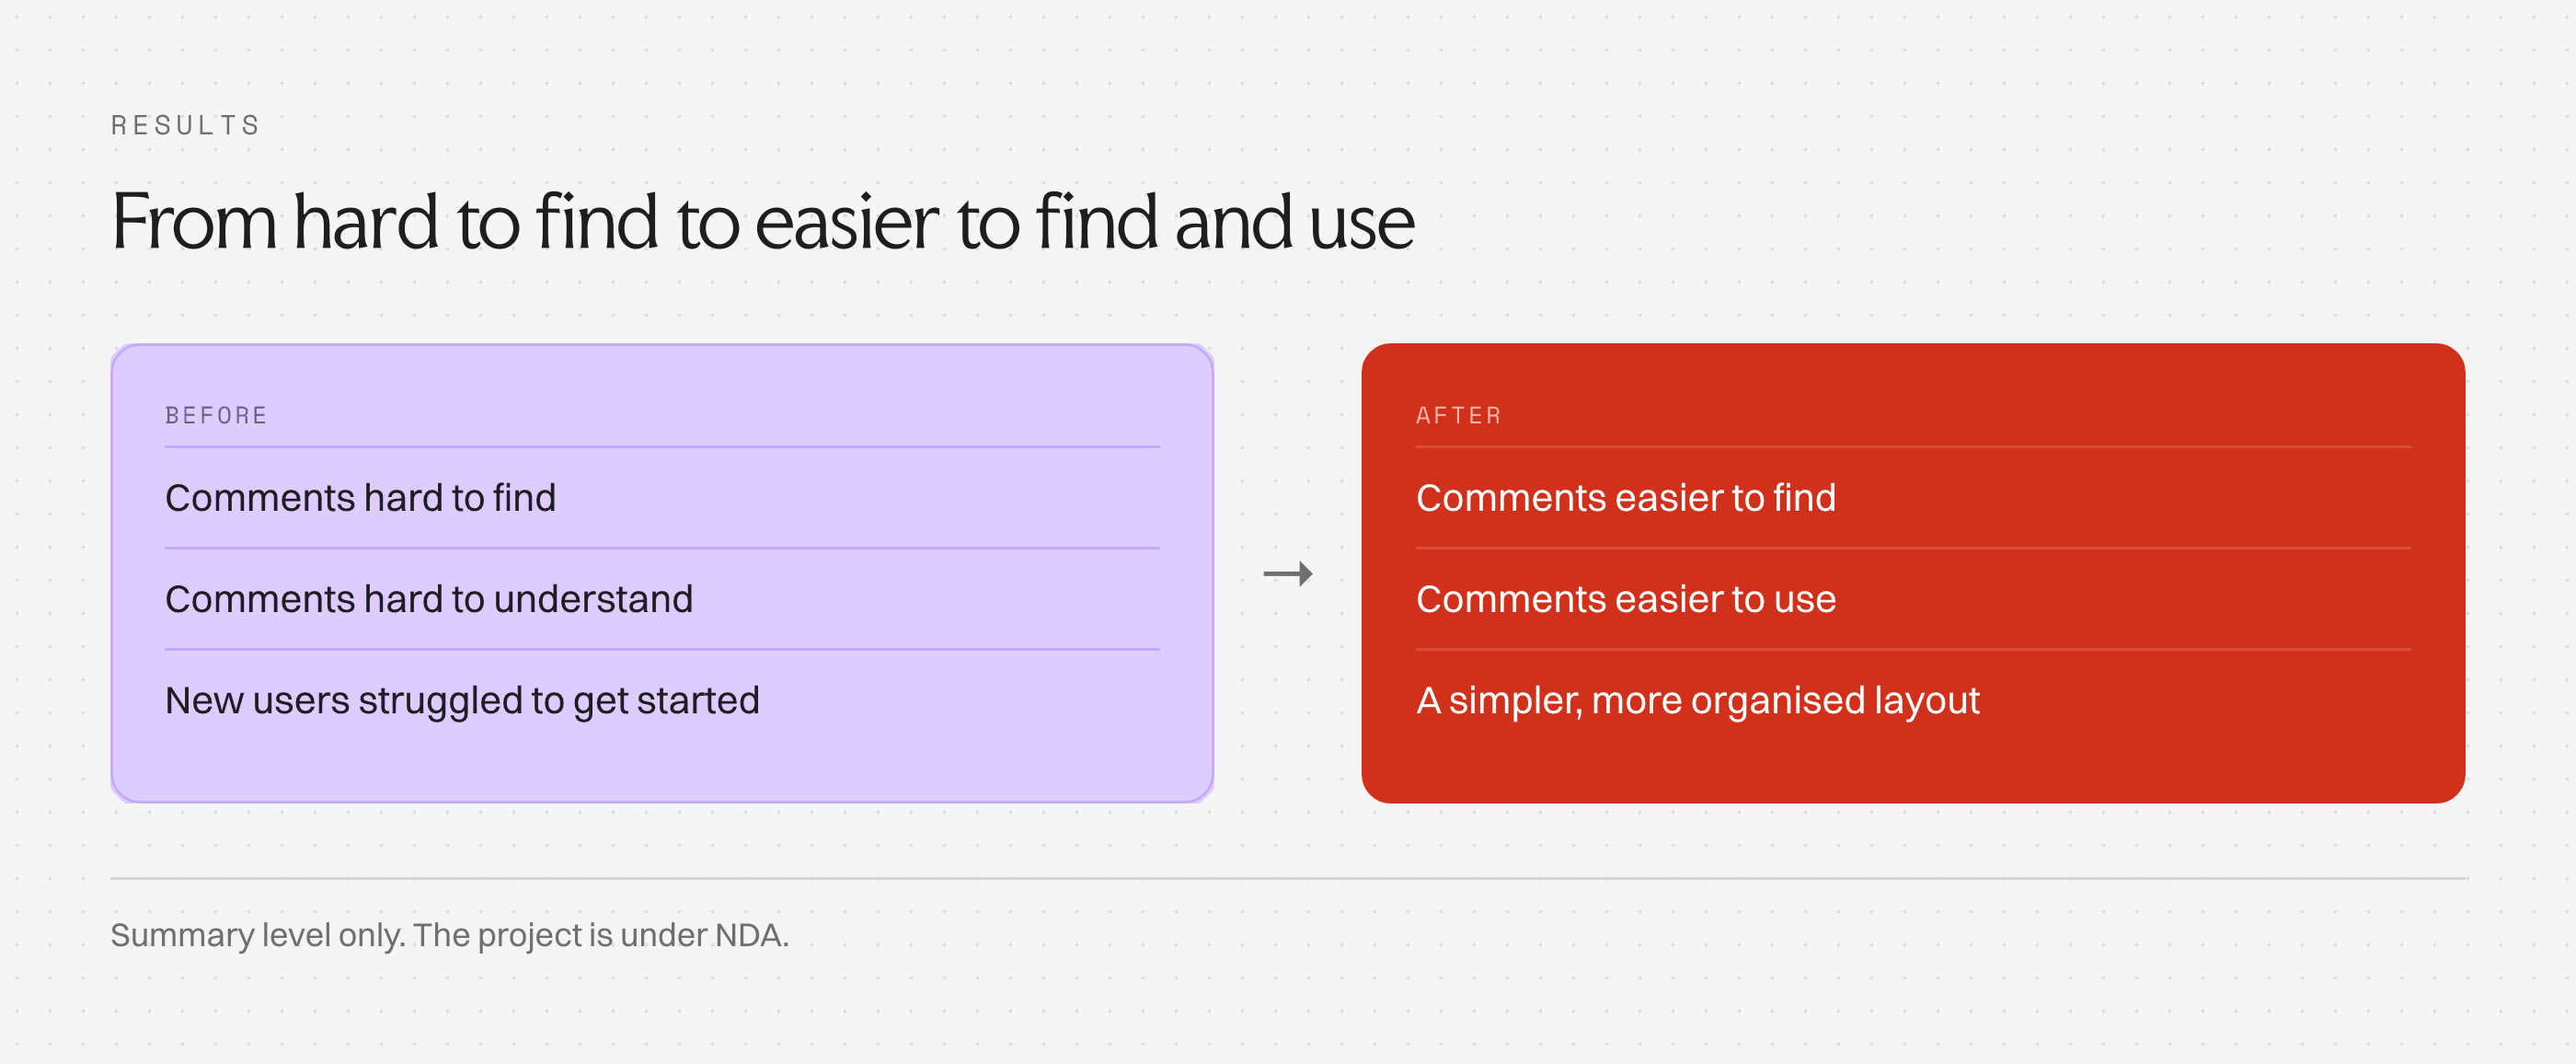 RESULTS
From hard to find to easier to find and use
BEFORE
Comments hard to find
Comments hard to understand
New users struggled to get started
AFTER
Comments easier to find
Comments easier to use
A simpler, more organised layout
Summary level only. The project is under NDA.